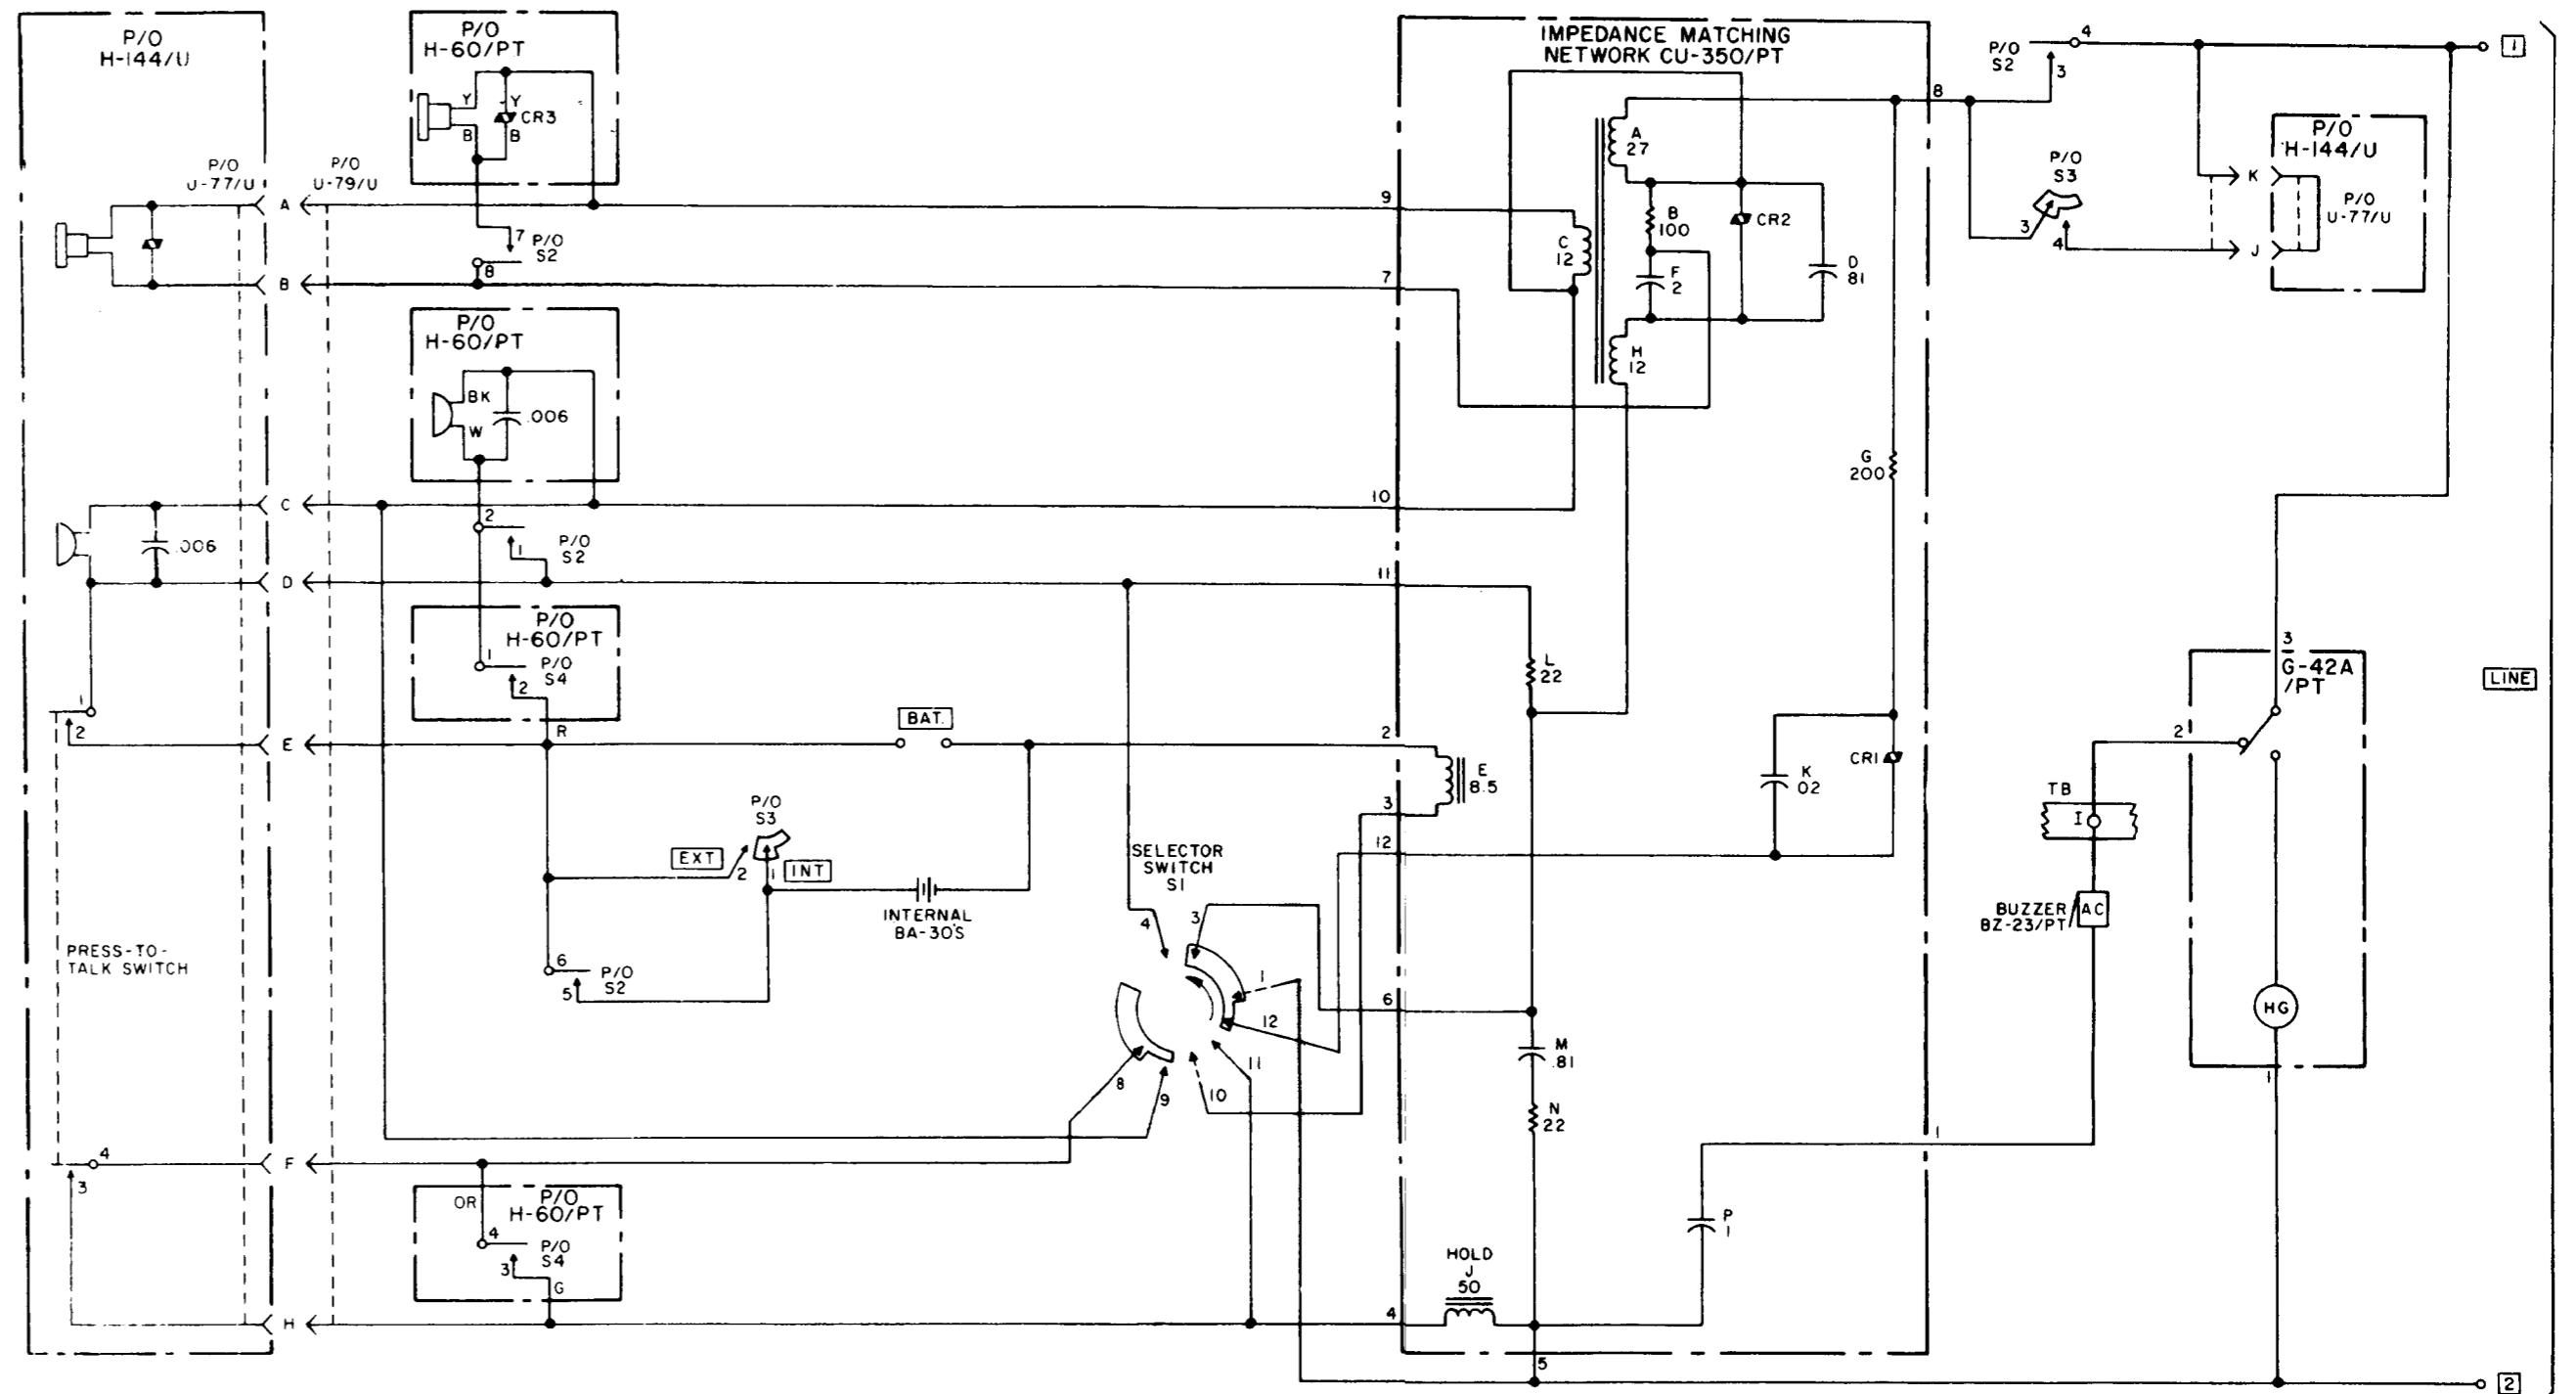 P/O
H-144/U
P/O
H-60/PT
Y
Y
CR3
B
B
P/O
U-77/U
P/O
U-79/U
A
7
P/O
S2
8
B
P/O
H-60/PT
BK
.006
W
C
.006
2
1
P/O
S2
D
P/O
H-60/PT
1
P/O
S4
2
R
1
2
E
BAT.
P/O
S3
EXT
2
1
INT
INTERNAL
BA-30'S
6
P/O
S2
5
PRESS-TO-
TALK SWITCH
4
3
F
OR
P/O
H-60/PT
4
P/O
S4
3
G
H
SELECTOR
SWITCH
S1
4
3
1
12
11
10
9
8
IMPEDANCE MATCHING
NETWORK CU-350/PT
9
7
10
11
2
3
12
6
4
5
8
1
A
27
B
100
CR2
C
12
F
2
D
81
H
12
G
200
L
22
E
8.5
K
02
CR1
M
.81
N
22
P
1
HOLD
J
50
P/O
S2
4
3
1
P/O
S3
3
4
K
J
P/O
H-144/U
P/O
U-77/U
3
G-42A
/PT
2
TB
I
BUZZER
BZ-23/PT
AC
HG
1
LINE
2